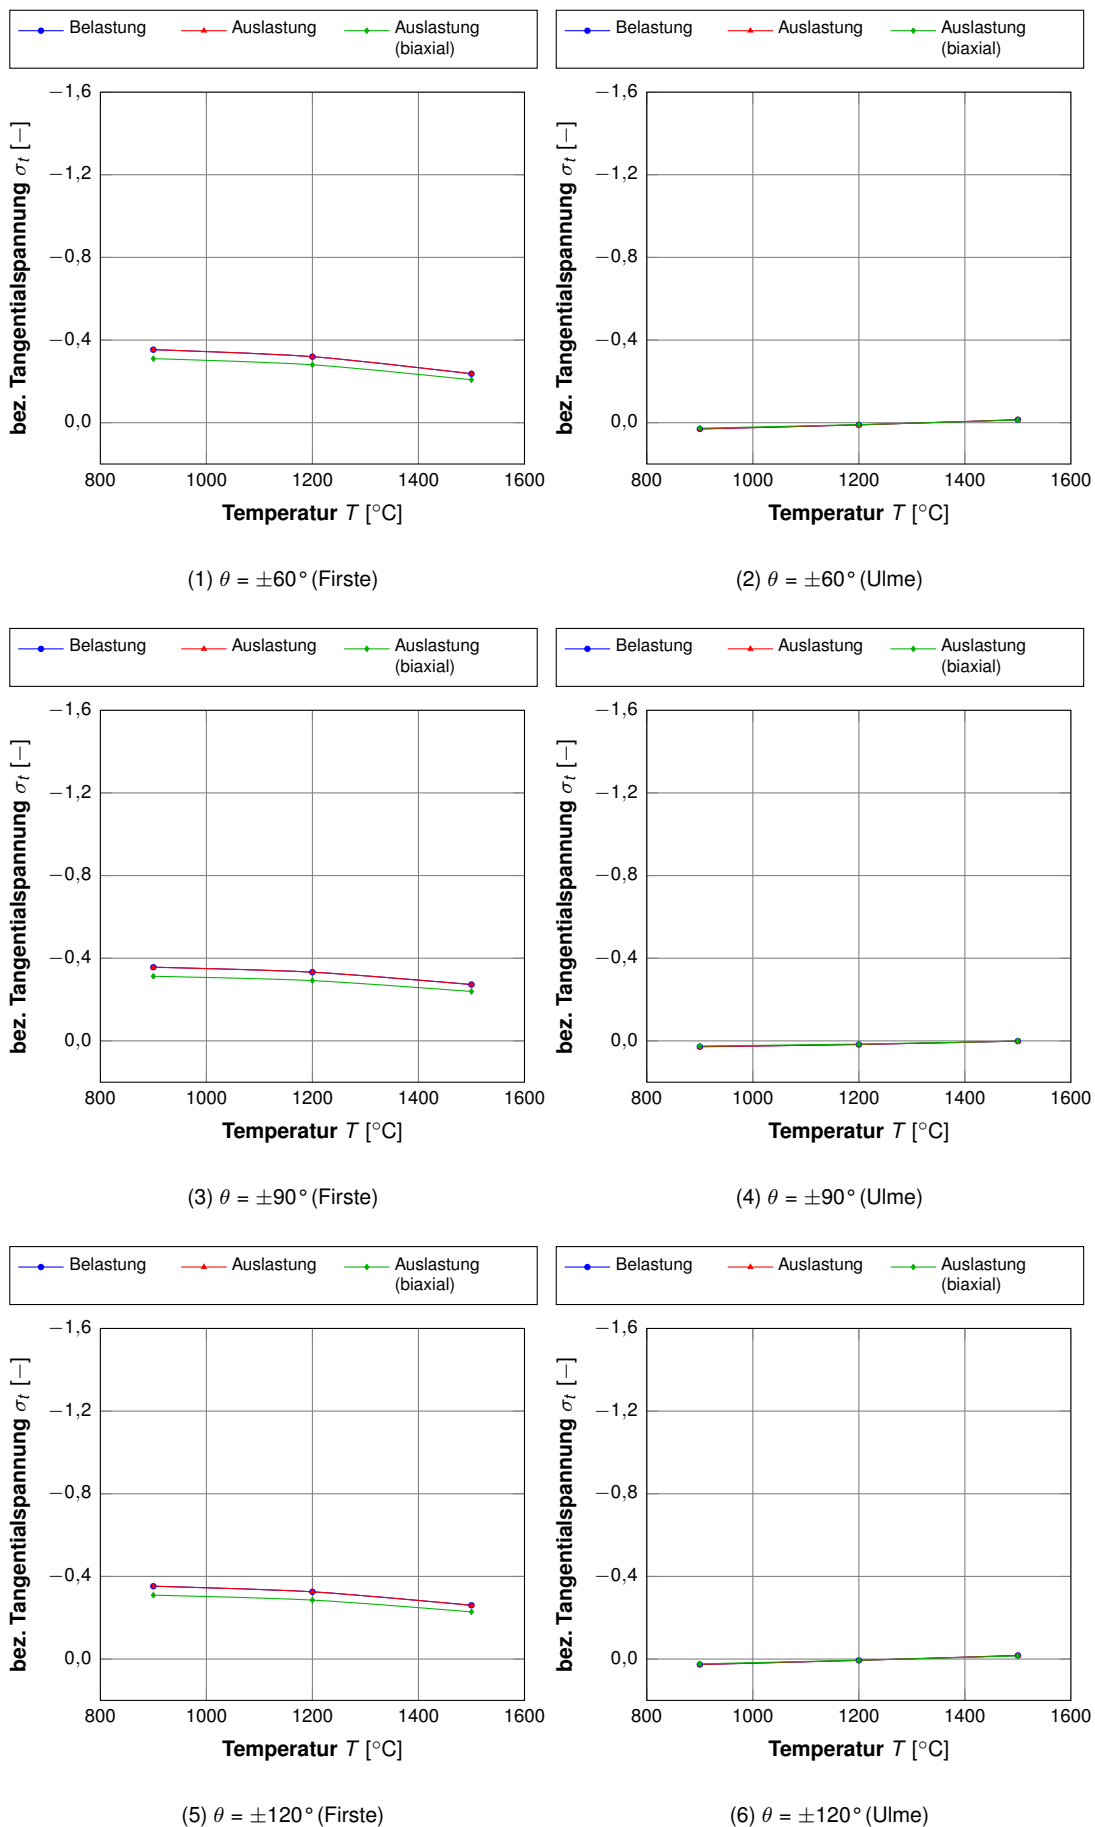 Belastung Auslastung Auslastung
(biaxial)
−1,6
−1,2
−0,8
−0,4
0,0
800 1000 1200 1400 1600
bez. Tangentialspannung σt [−]
Temperatur T [°C]
(1) θ = ±60° (Firste)
Belastung Auslastung Auslastung
(biaxial)
−1,6
−1,2
−0,8
−0,4
0,0
800 1000 1200 1400 1600
bez. Tangentialspannung σt [−]
Temperatur T [°C]
(2) θ = ±60° (Ulme)
Belastung Auslastung Auslastung
(biaxial)
−1,6
−1,2
−0,8
−0,4
0,0
800 1000 1200 1400 1600
bez. Tangentialspannung σt [−]
Temperatur T [°C]
(3) θ = ±90° (Firste)
Belastung Auslastung Auslastung
(biaxial)
−1,6
−1,2
−0,8
−0,4
0,0
800 1000 1200 1400 1600
bez. Tangentialspannung σt [−]
Temperatur T [°C]
(4) θ = ±90° (Ulme)
Belastung Auslastung Auslastung
(biaxial)
−1,6
−1,2
−0,8
−0,4
0,0
800 1000 1200 1400 1600
bez. Tangentialspannung σt [−]
Temperatur T [°C]
(5) θ = ±120° (Firste)
Belastung Auslastung Auslastung
(biaxial)
−1,6
−1,2
−0,8
−0,4
0,0
800 1000 1200 1400 1600
bez. Tangentialspannung σt [−]
Temperatur T [°C]
(6) θ = ±120° (Ulme)